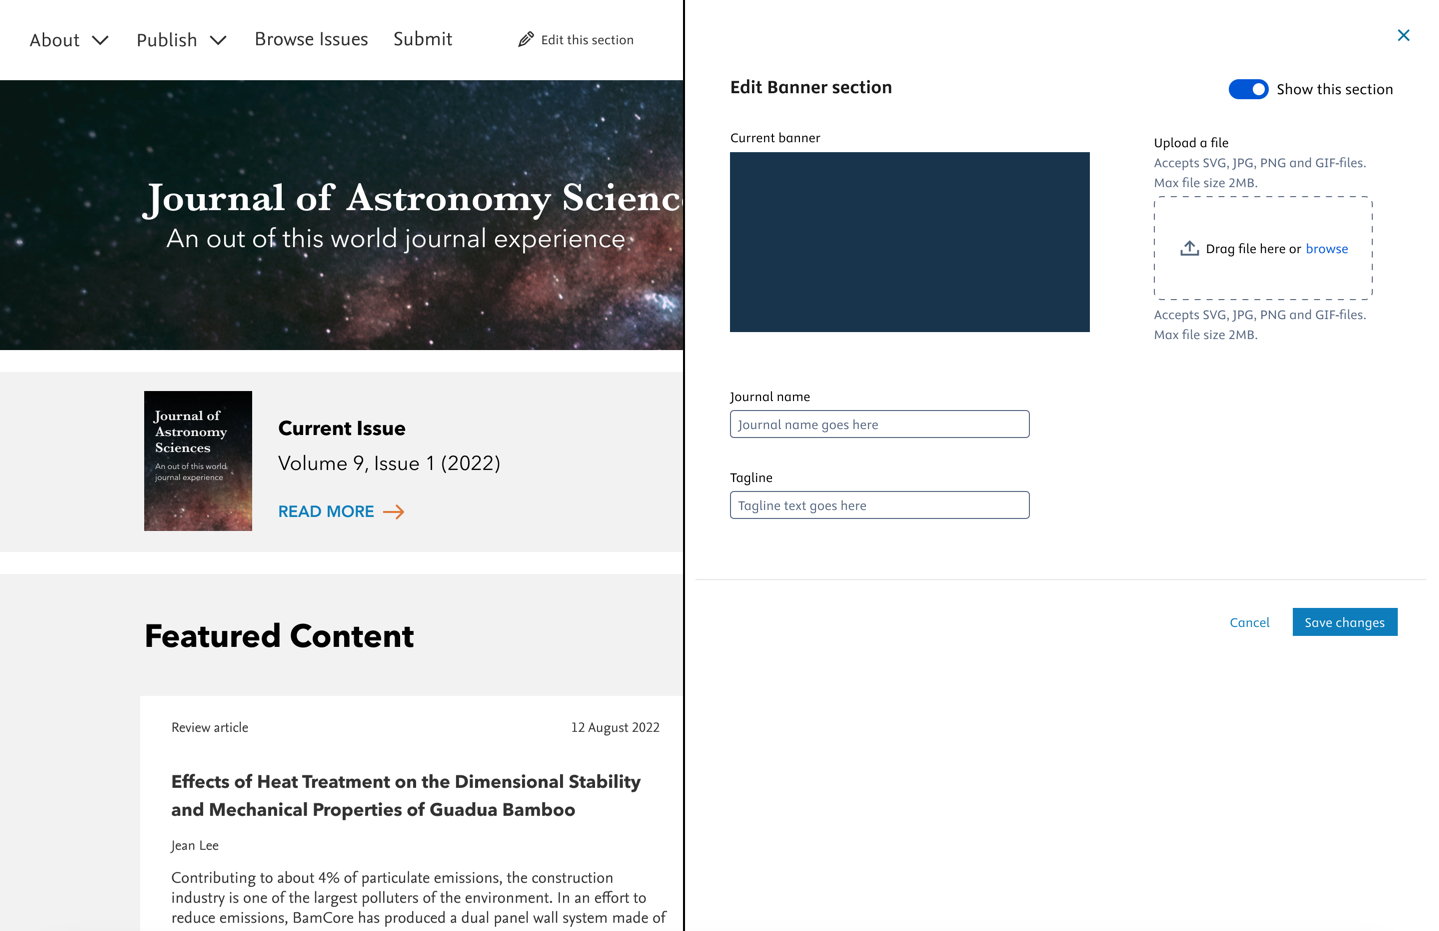 About
Publish
Browse Issues
Submit
Edit this section
Journal of Astronomy Scienc
An out of this world journal experience
Journal of
Astronomy
Sciences
An out of this world
journal experience
Current Issue
Volume 9, Issue 1 (2022)
READ MORE
Featured Content
Review article
12 August 2022
Effects of Heat Treatment on the Dimensional Stability
and Mechanical Properties of Guadua Bamboo
Jean Lee
Contributing to about 4% of particulate emissions, the construction
industry is one of the largest polluters of the environment. In an effort to
reduce emissions, BamCore has produced a dual panel wall system made of
Edit Banner section
Show this section
Current banner
Upload a file
Accepts SVG, JPG, PNG and GIF-files.
Max file size 2MB.
Drag file here or browse
Accepts SVG, JPG, PNG and GIF-files.
Max file size 2MB.
Journal name
Journal name goes here
Tagline
Tagline text goes here
Cancel
Save changes